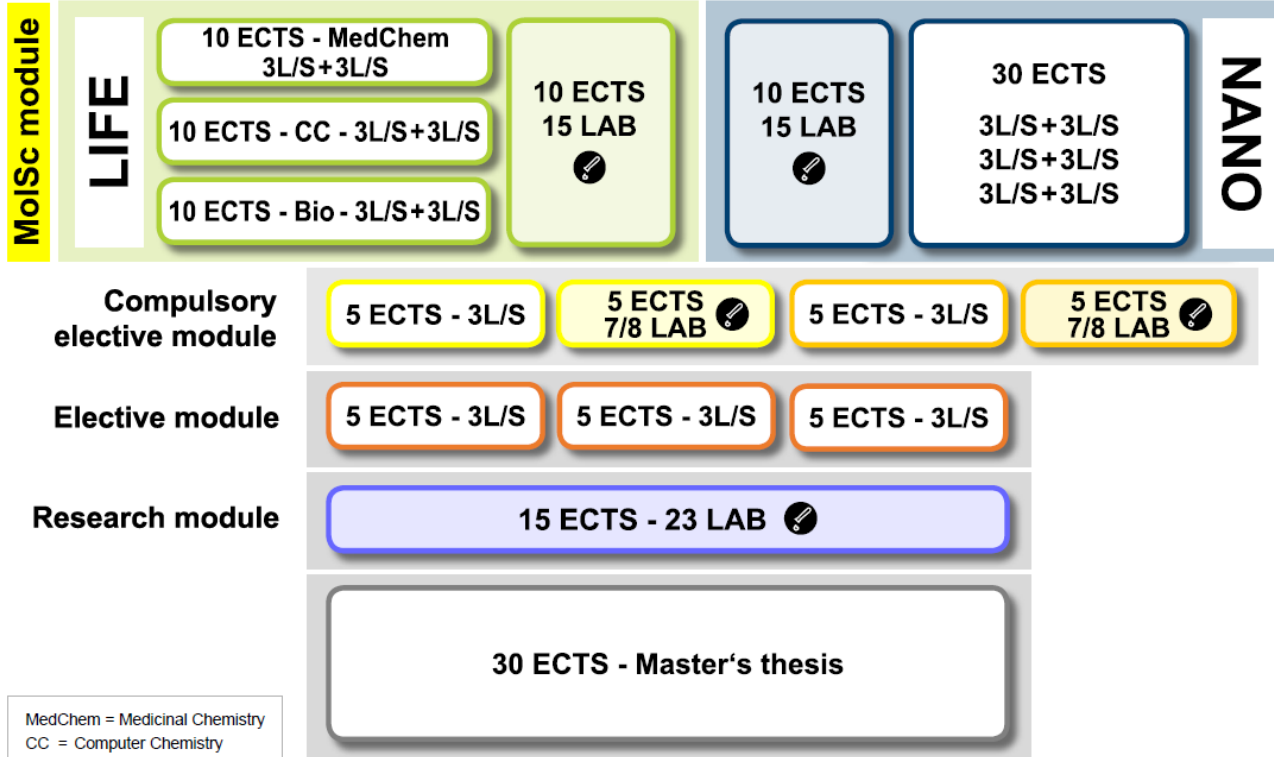 MolSc module
LIFE
10 ECTS - MedChem
3L/S+3L/S
10 ECTS - CC - 3L/S+3L/S
10 ECTS - Bio - 3L/S+3L/S
10 ECTS
15 LAB
10 ECTS
15 LAB
30 ECTS
3L/S+3L/S
3L/S+3L/S
3L/S+3L/S
NANO
Compulsory
elective module
5 ECTS - 3L/S
5 ECTS
7/8 LAB
5 ECTS - 3L/S
5 ECTS
7/8 LAB
Elective module
5 ECTS - 3L/S
5 ECTS - 3L/S
5 ECTS - 3L/S
Research module
15 ECTS - 23 LAB
30 ECTS - Master‘s thesis
MedChem = Medicinal Chemistry
CC = Computer Chemistry